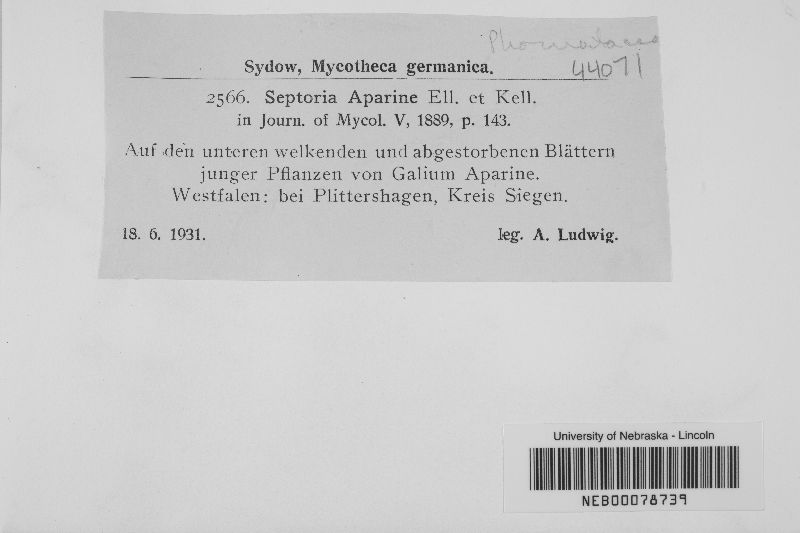 Phomataceae
Sydow, Mycotheca germanica.
44071
2566. Septoria Aparine Ell. et Kell.
in Journ. of Mycol. V, 1889, p. 143.
Auf den unteren welkenden und abgestorbenen Blättern
junger Pflanzen von Galium Aparine.
Westfalen: bei Plittershagen, Kreis Siegen.
18. 6. 1931. leg. A. Ludwig.
University of Nebraska - Lincoln
NEB00078739